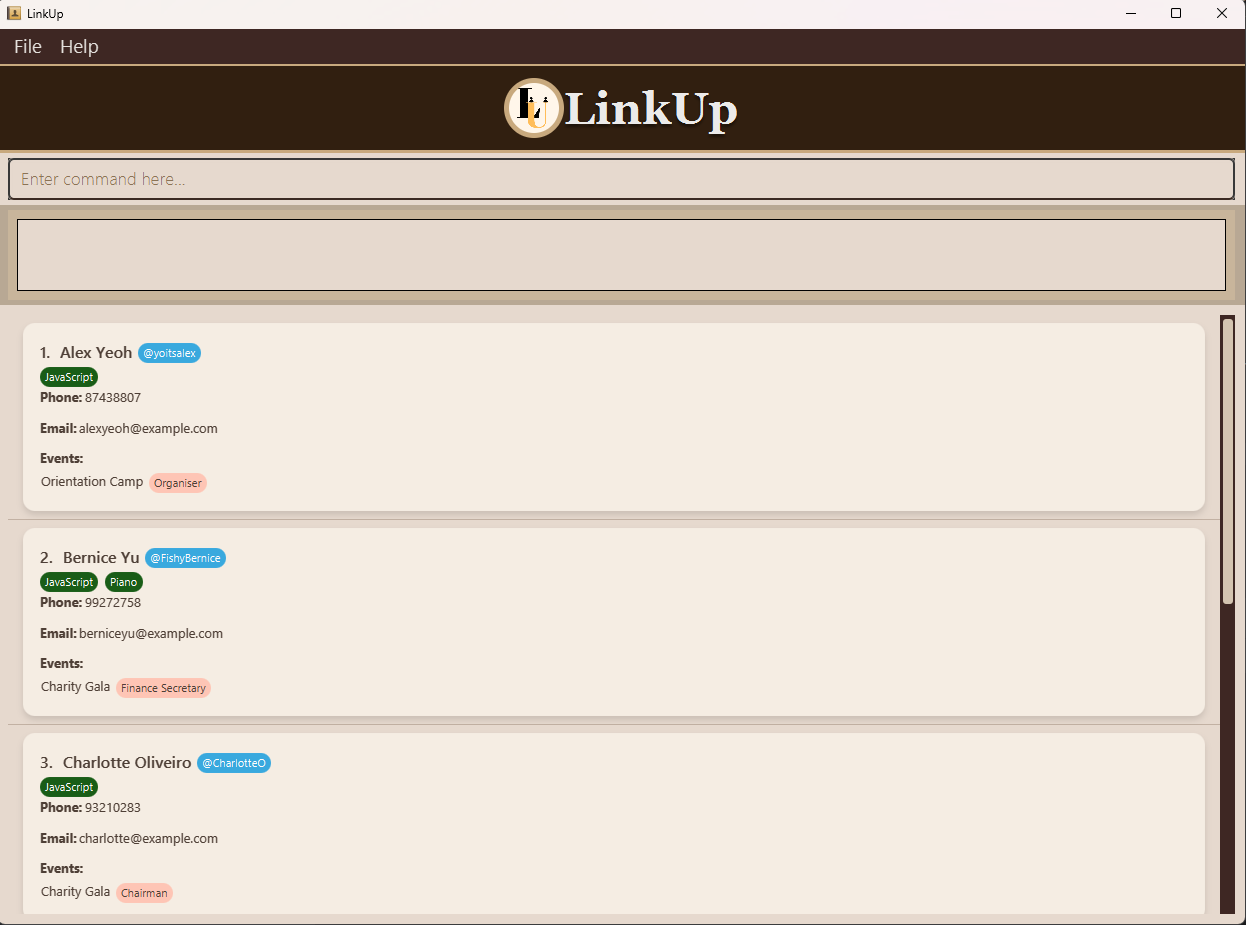 LinkUp
File Help
LU LinkUp
Enter command here...
1. Alex Yeoh @yoitsalex
JavaScript
Phone: 87438807
Email: alexyeoh@example.com
Events:
Orientation Camp Organiser
2. Bernice Yu @FishyBernice
JavaScript Piano
Phone: 99272758
Email: berniceyu@example.com
Events:
Charity Gala Finance Secretary
3. Charlotte Oliveiro @CharlotteO
JavaScript
Phone: 93210283
Email: charlotte@example.com
Events:
Charity Gala Chairman